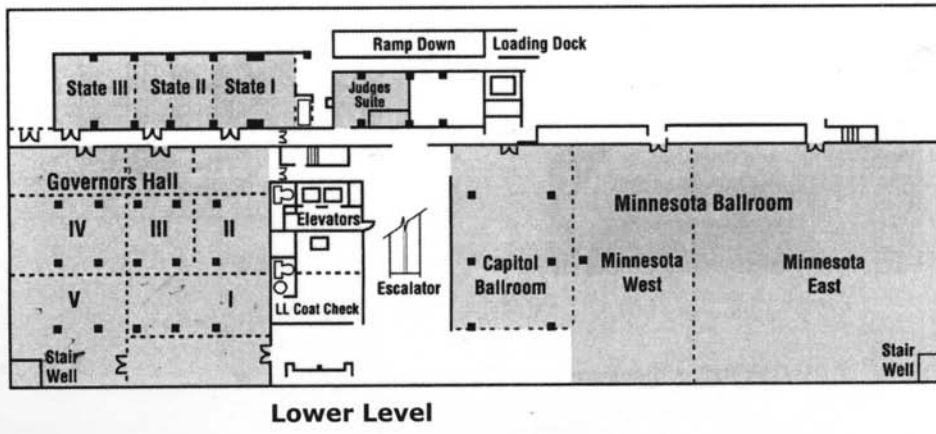 Ramp Down
Loading Dock
State III
State II
State I
Judges
Suite
Governors Hall
IV
III
II
Elevators
Minnesota Ballroom
Capitol
Ballroom
Minnesota
West
Minnesota
East
V
I
LL Coat Check
Escalator
Stair
Well
Stair
Well
Lower Level